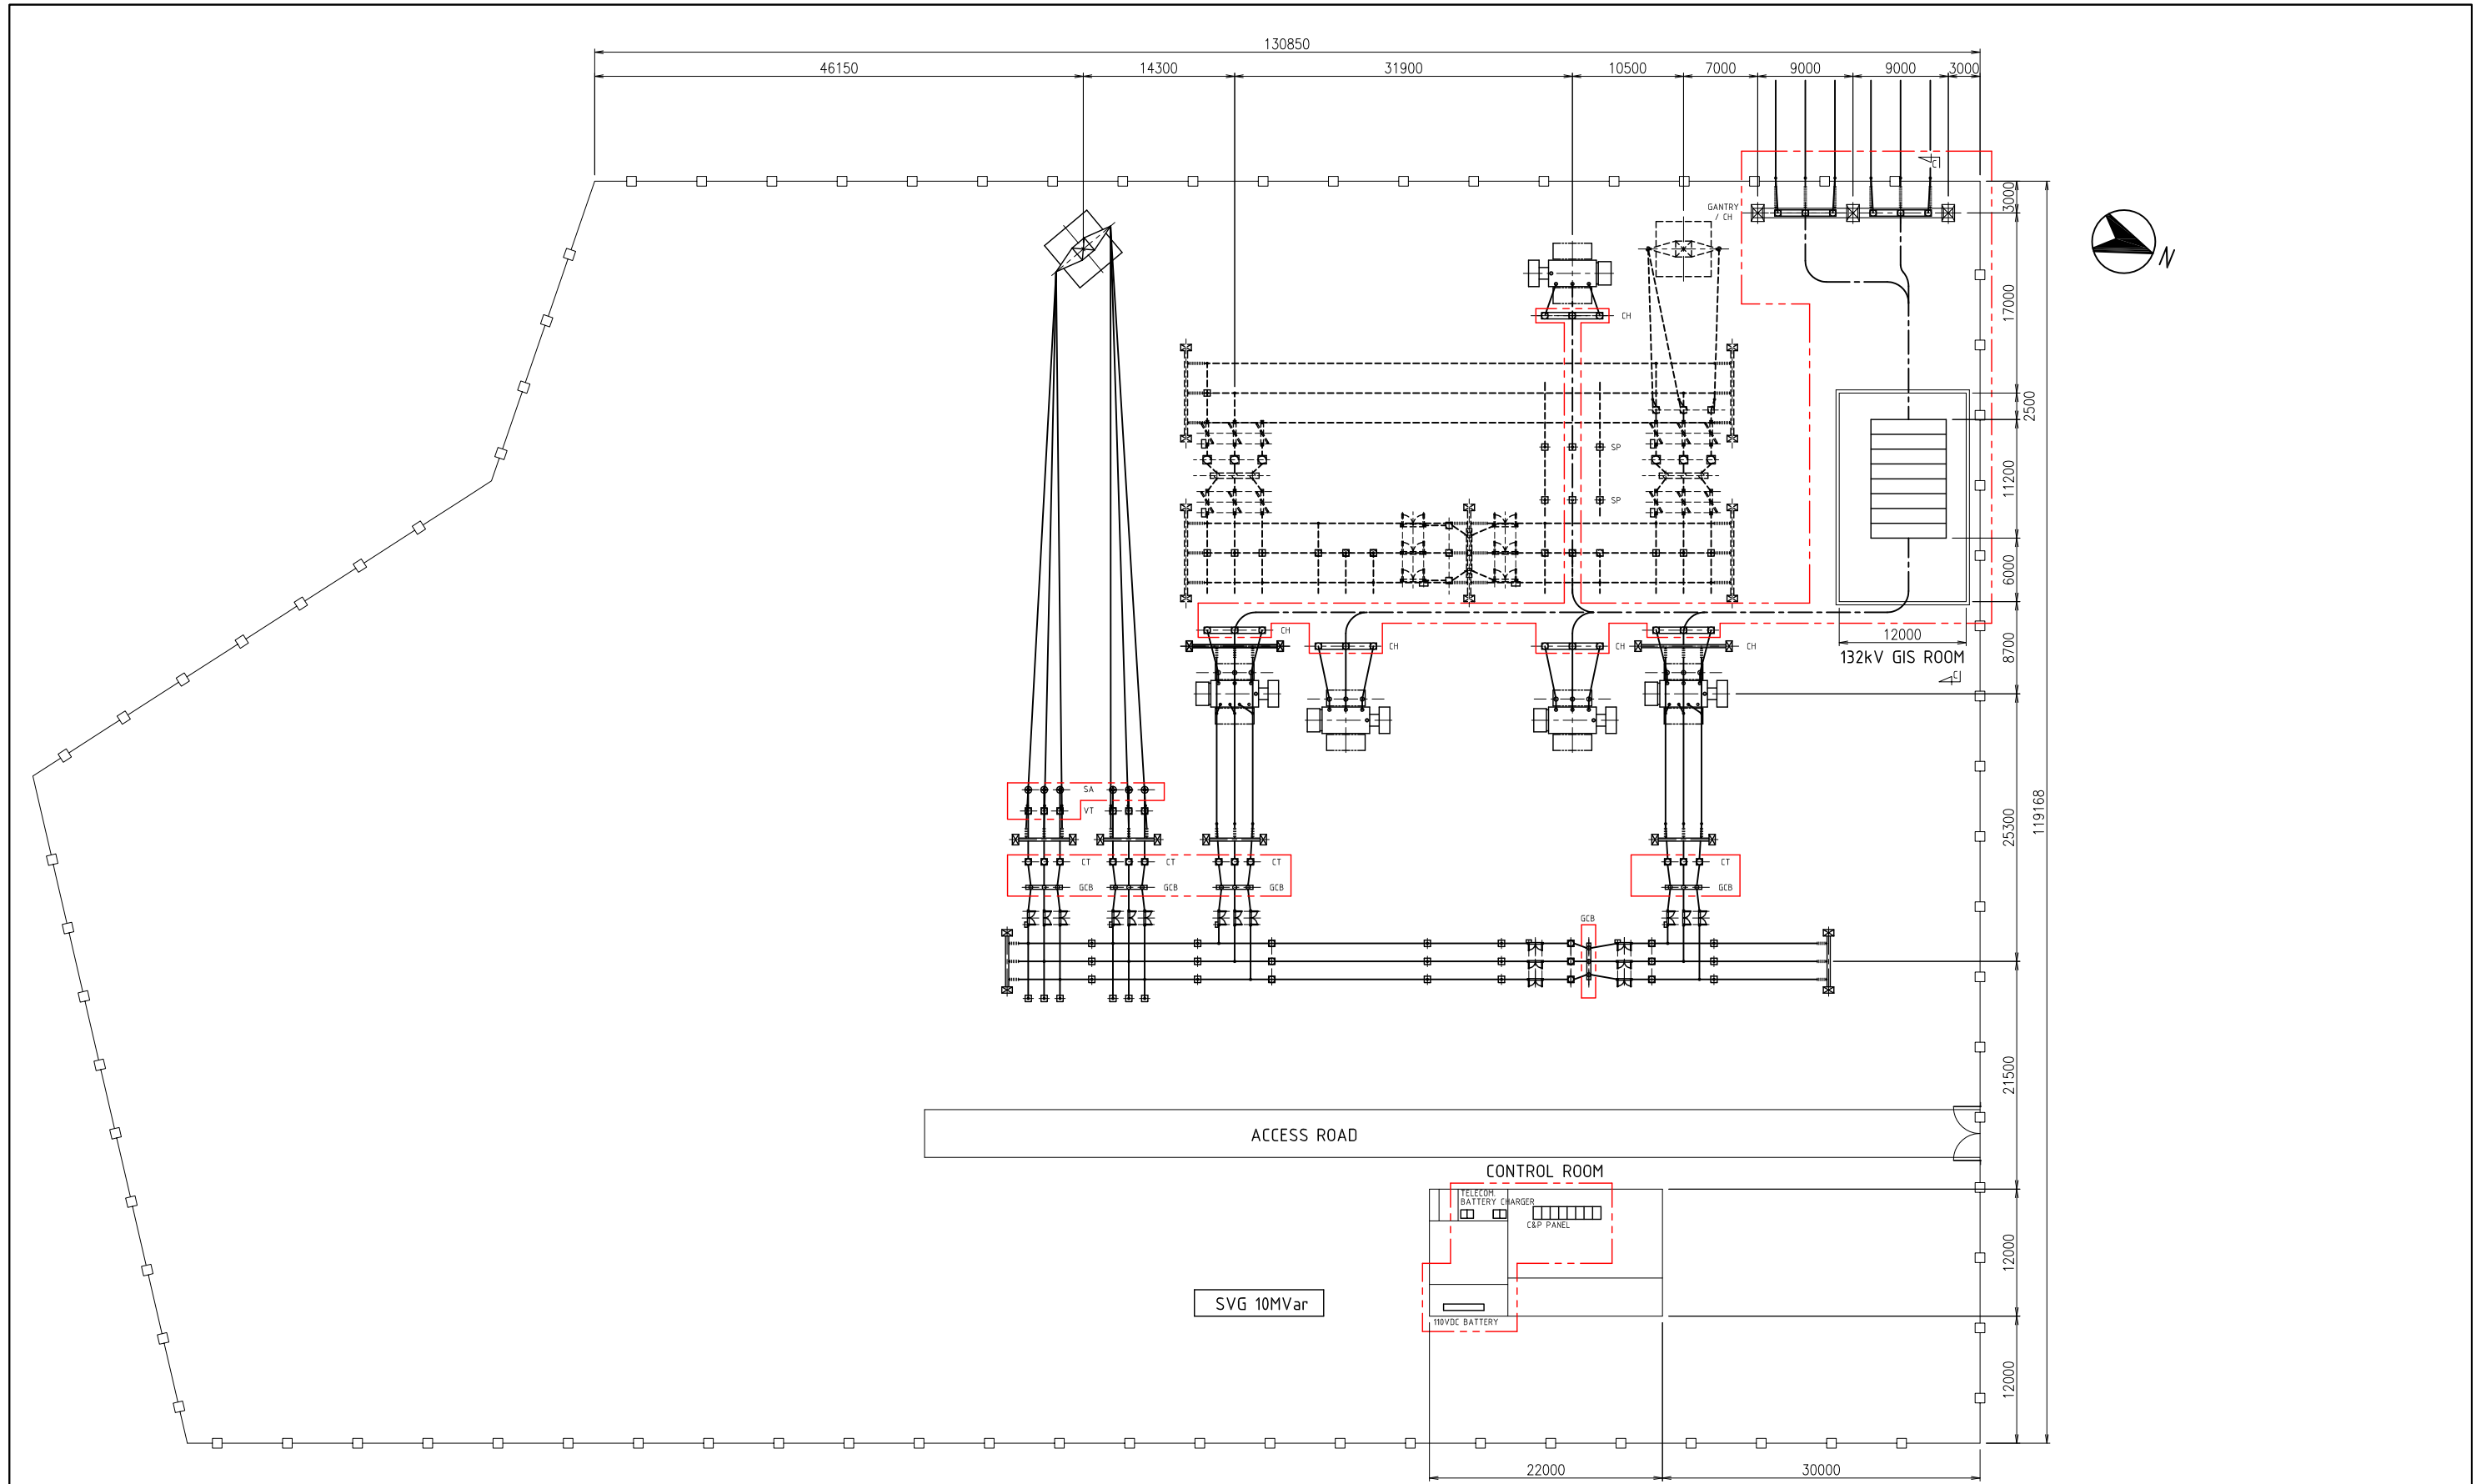 130850
46150
14300
31900
10500
7000
9000
9000
3000
C
GANTRY
/ CH
3000
N
CH
17000
2500
SP
SP
11200
6000
CH
CH
CH
CH
12000
132kV GIS ROOM
C
8700
SA
VT
25300
119168
CT
CT
CT
CT
GCB
GCB
GCB
GCB
GCB
21500
ACCESS ROAD
CONTROL ROOM
TELECOM.
BATTERY CHARGER
C&P PANEL
12000
SVG 10MVar
110VDC BATTERY
12000
22000
30000